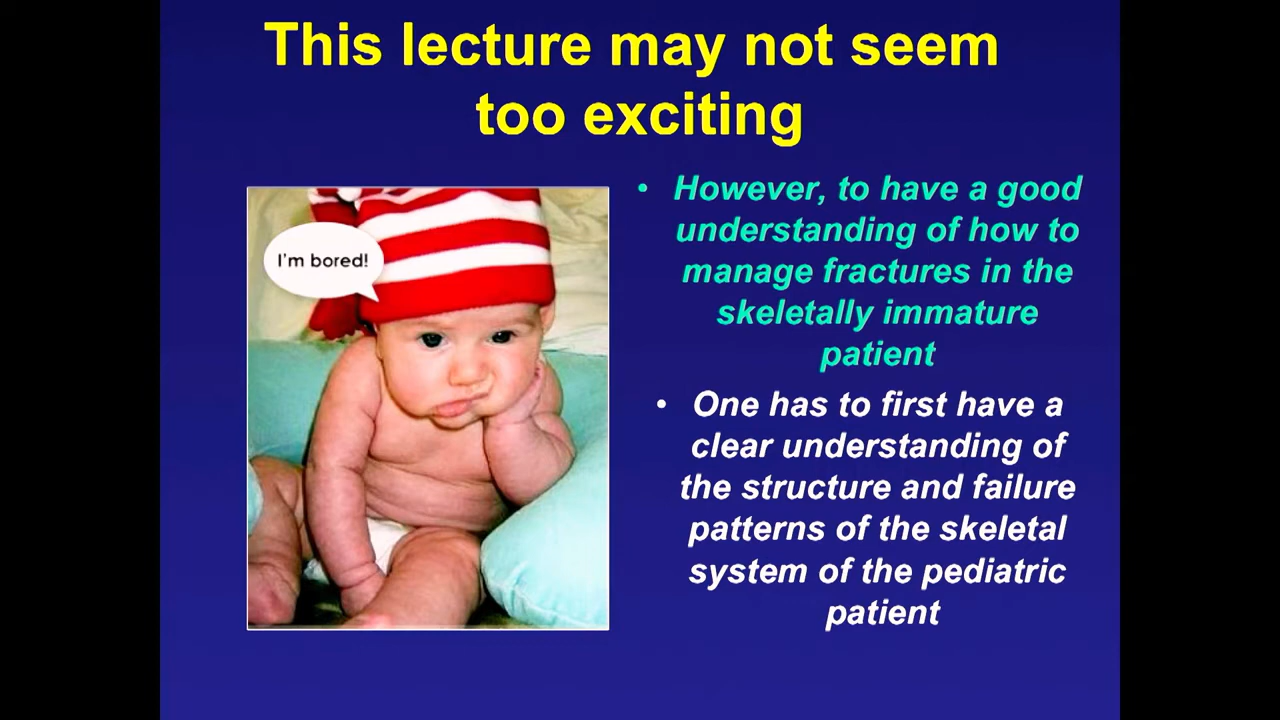 This lecture may not seem
too exciting
I'm bored!
• However, to have a good
understanding of how to
manage fractures in the
skeletally immature
patient
• One has to first have a
clear understanding of
the structure and failure
patterns of the skeletal
system of the pediatric
patient